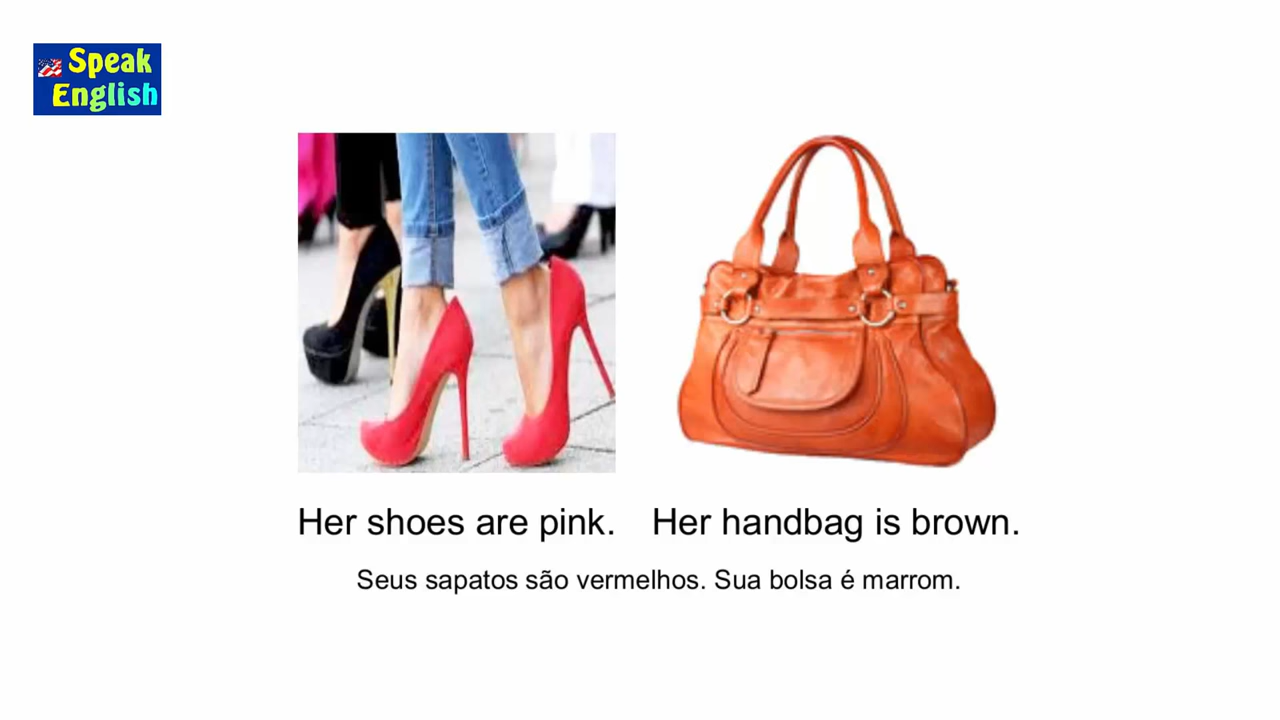 Speak
English
Her shoes are pink. Her handbag is brown.
Seus sapatos são vermelhos. Sua bolsa é marrom.